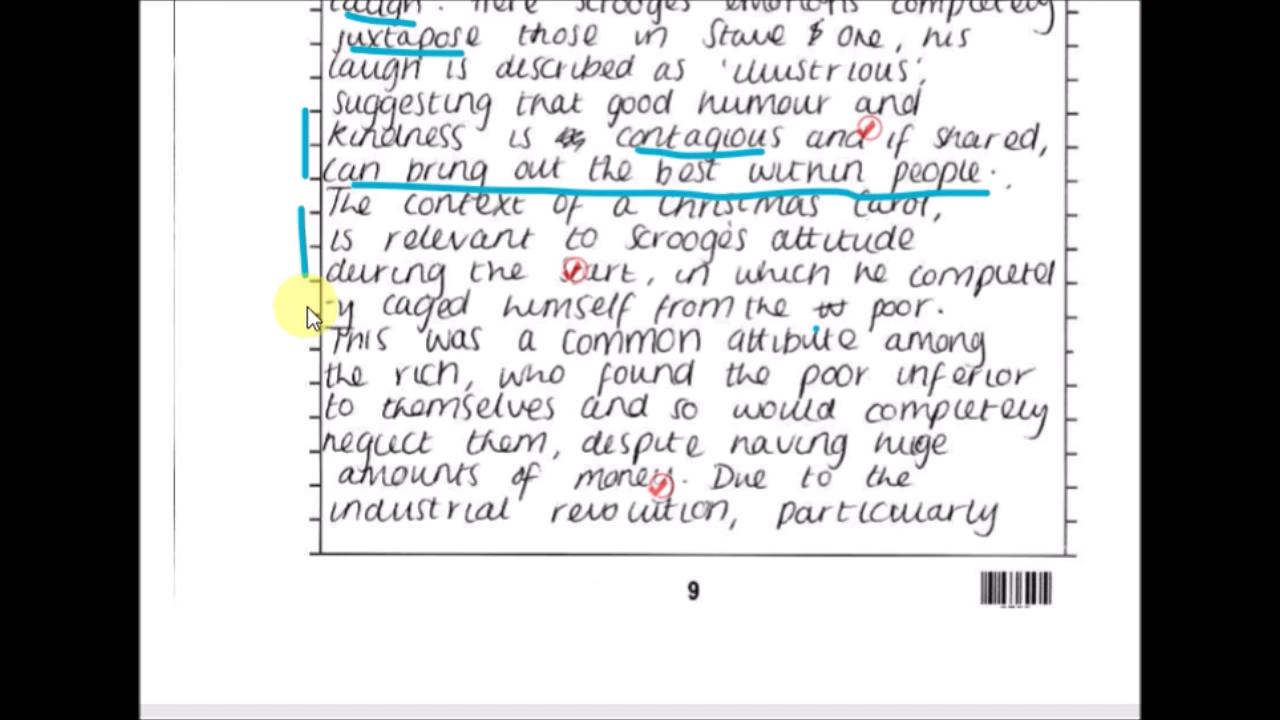 laugh. Here Scrooges emotions completely
juxtapose those in Stave one, his
laugh is described as 'illustrious',
suggesting that good humour and
kindness is contagious and if shared,
can bring out the best within people.
The context of a Christmas Carol,
is relevant to Scrooge's attitude
during the start, in which he completel
-y caged himself from the poor.
This was a common attibute among
the rich, who found the poor inferior
to themselves and so would completely
neglect them, despite having huge
amounts of money. Due to the
industrial revolution, particularly
9